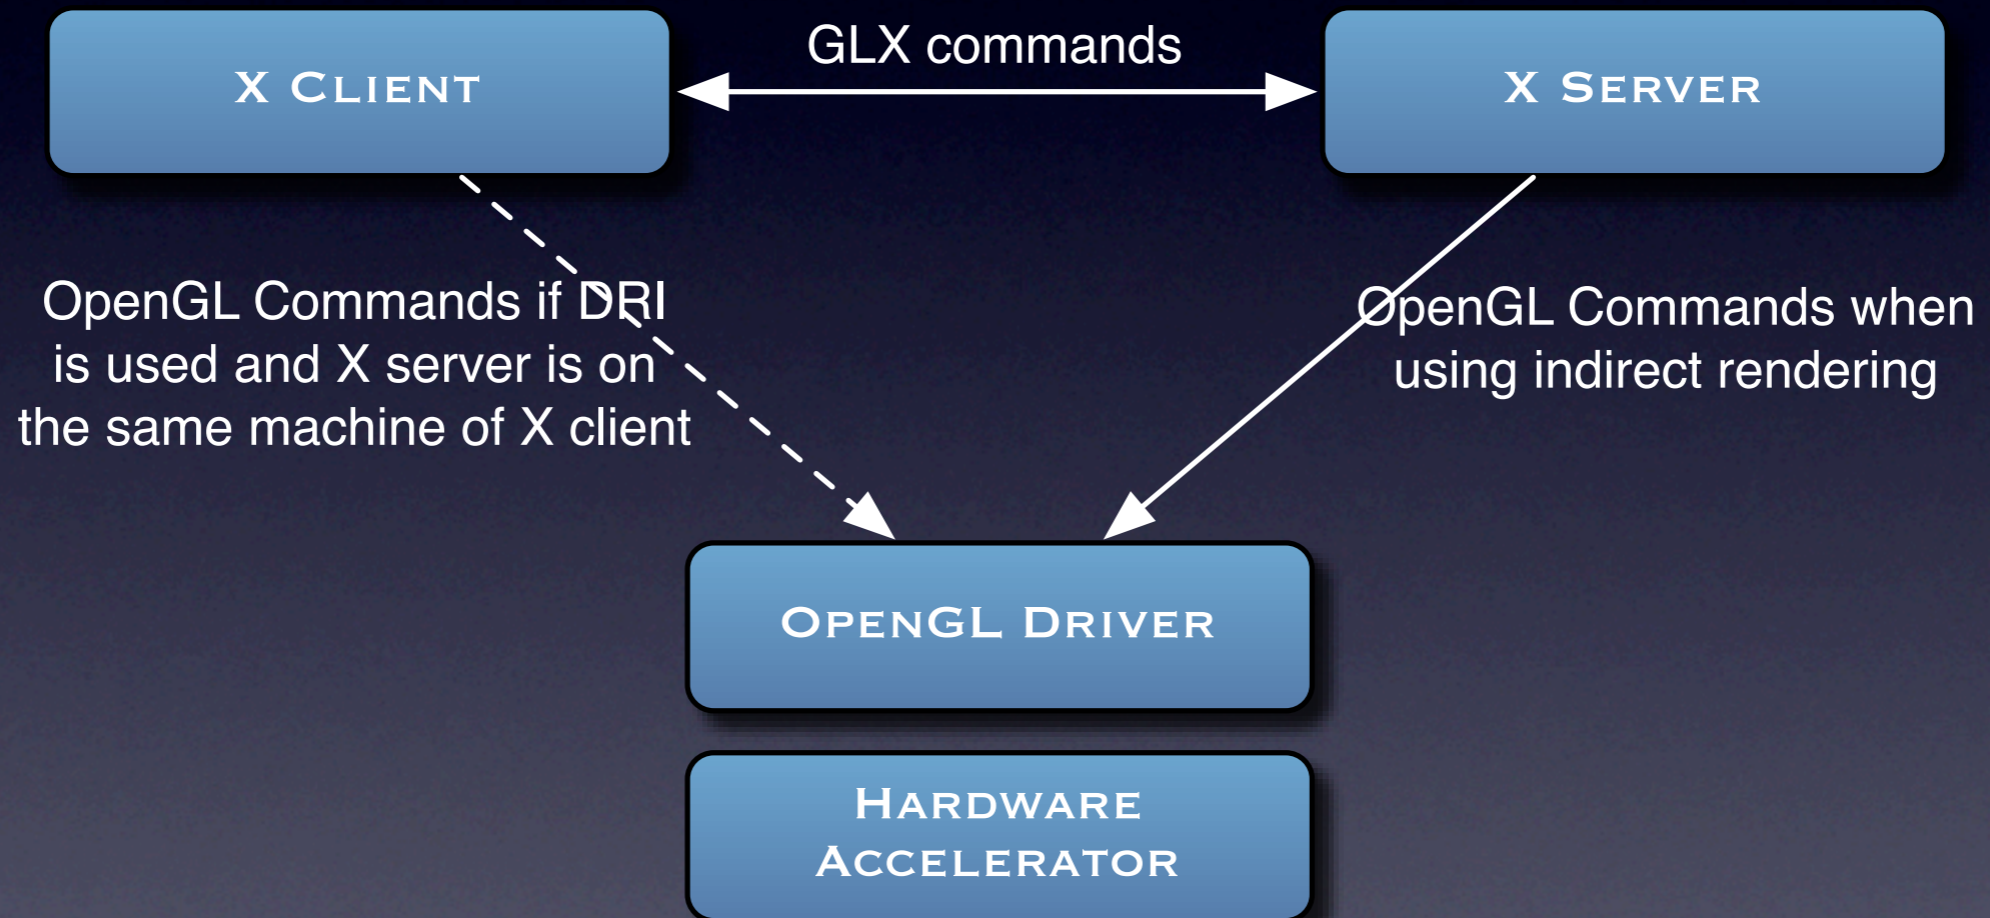 X Client
GLX commands
X Server
OpenGL Commands if DRI
is used and X server is on
the same machine of X client
OpenGL Commands when
using indirect rendering
OpenGL Driver
Hardware
Accelerator